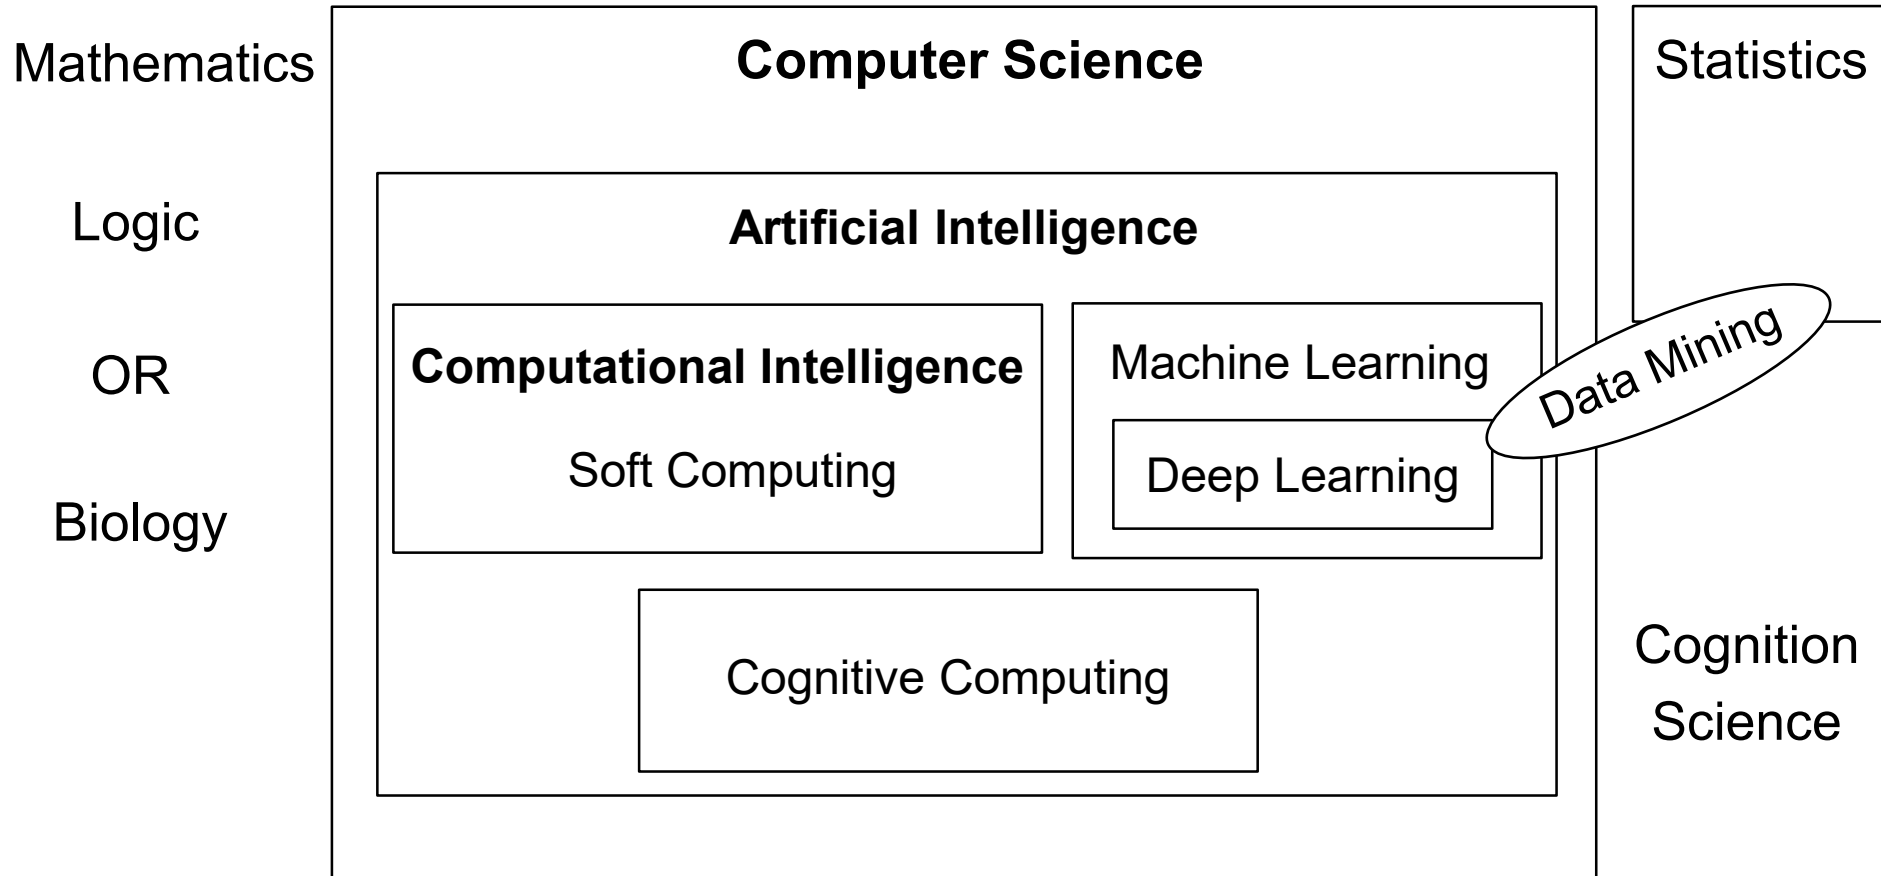 Mathematics
Logic
OR
Biology
Computer Science
Artificial Intelligence
Computational Intelligence
Soft Computing
Machine Learning
Deep Learning
Cognitive Computing
Data Mining
Statistics
Cognition
Science